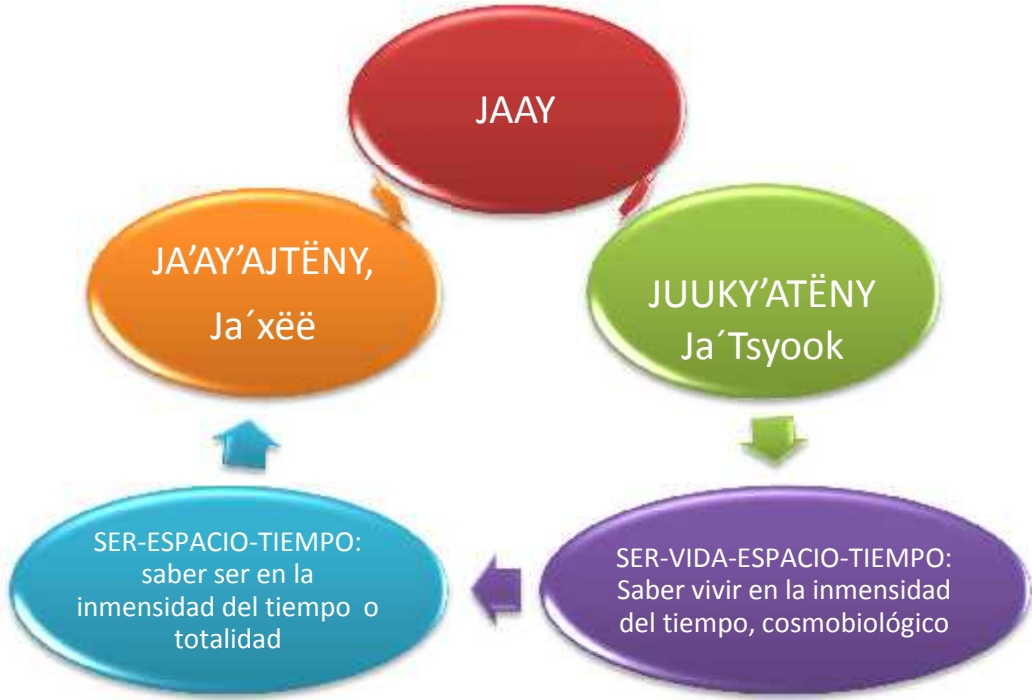 JAAY
JA’AY’AJTËNY,
Ja´xëë
JUUKY’ATËNY
Ja´Tsyook
SER-ESPACIO-TIEMPO:
saber ser en la
inmensidad del tiempo o
totalidad
SER-VIDA-ESPACIO-TIEMPO:
Saber vivir en la inmensidad
del tiempo, cosmobiológico